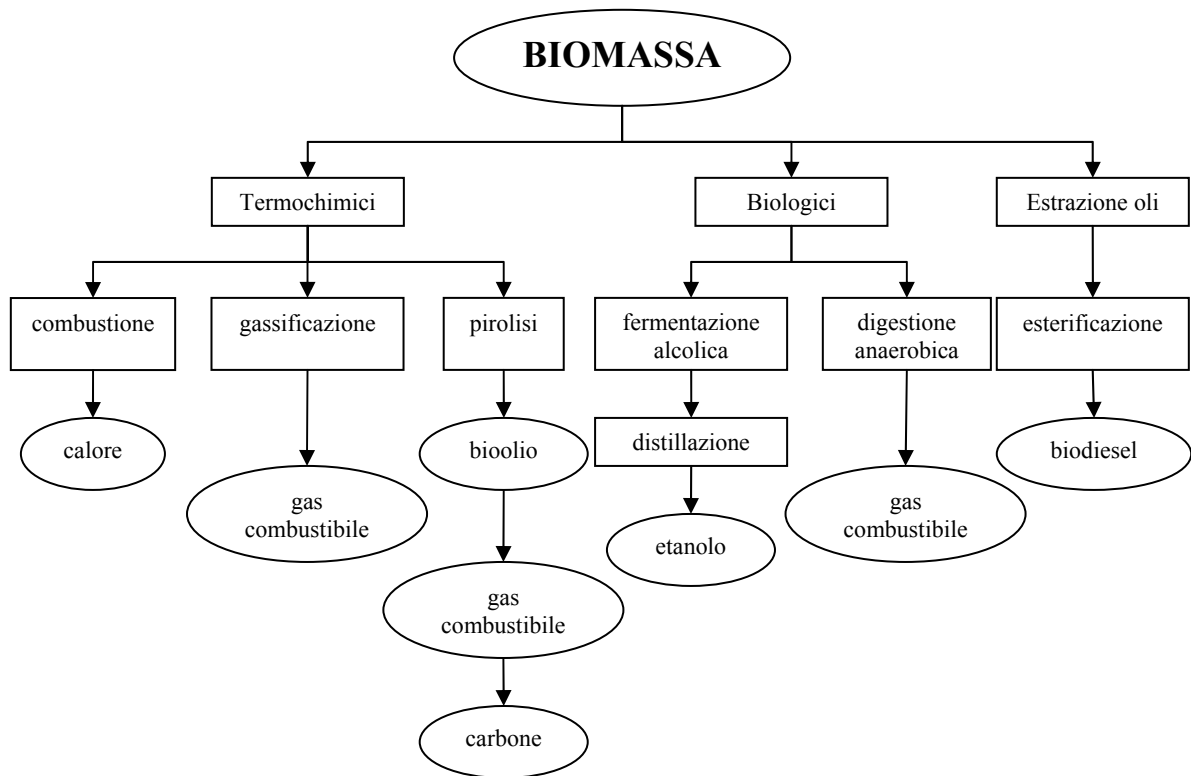 BIOMASSA
Termochimici
Biologici
Estrazione oli
combustione
gassificazione
pirolisi
fermentazione
alcolica
digestione
anaerobica
esterificazione
calore
gas
combustibile
bioolio
distillazione
gas
combustibile
biodiesel
etanolo
gas
combustibile
carbone